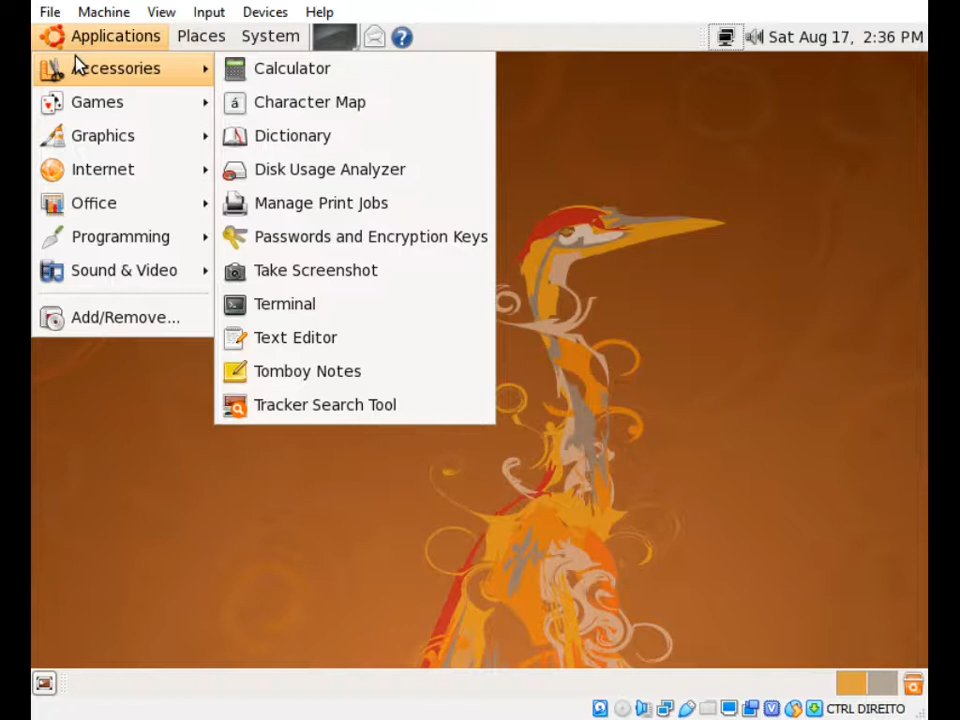 File Machine View Input Devices Help
Applications Places System Sat Aug 17, 2:36 PM
Accessories
Games
Graphics
Internet
Office
Programming
Sound & Video
Add/Remove...
Calculator
Character Map
Dictionary
Disk Usage Analyzer
Manage Print Jobs
Passwords and Encryption Keys
Take Screenshot
Terminal
Text Editor
Tomboy Notes
Tracker Search Tool
CTRL DIREITO